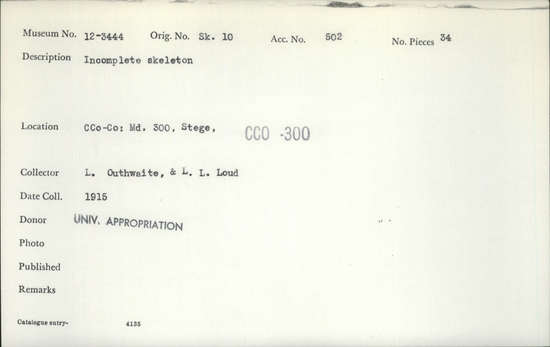 Museum No. 12-3444 Orig. No. Sk. 10 Acc. No. 502 No. Pieces 34
Description Incomplete skeleton
Location CCo-Co: Md. 300, Stege, CCO -300
Collector L. Outhwaite, & L. L. Loud
Date Coll. 1915
Donor UNIV. APPROPRIATION
Photo
Published
Remarks
Catalogue entry- 4135